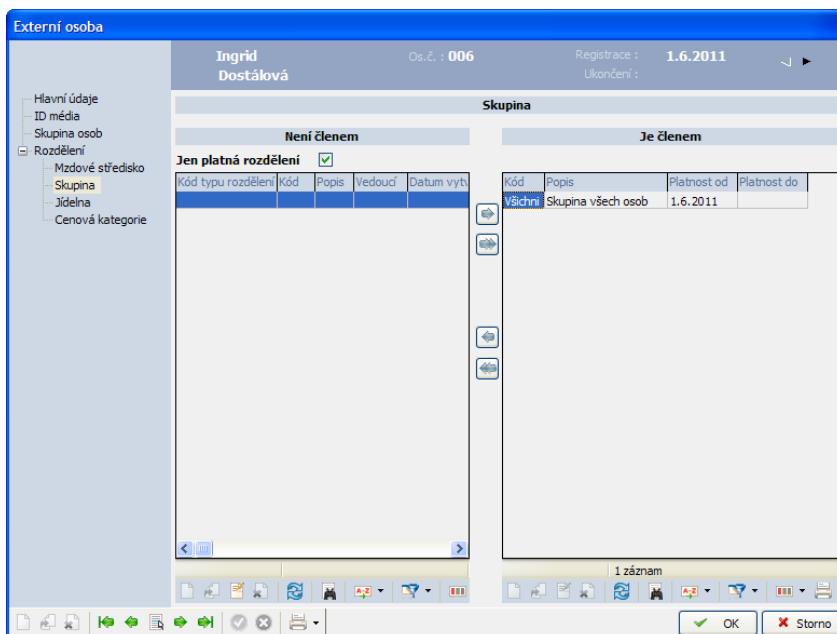 Externí osoba
Ingrid Os.č. : 006 Registrace : 1.6.2011
Dostálová Ukončení :
Hlavní údaje
ID média
Skupina osob
Rozdělení
Mzdové středisko
Skupina
Jídelna
Cenová kategorie
Skupina
Není členem
Je členem
Jen platná rozdělení
Kód typu rozdělení Kód Popis Vedoucí Datum vytv
Kód Popis Platnost od Platnost do
Všichni Skupina všech osob 1.6.2011
1 záznam
A-Z
A-Z
OK Storno